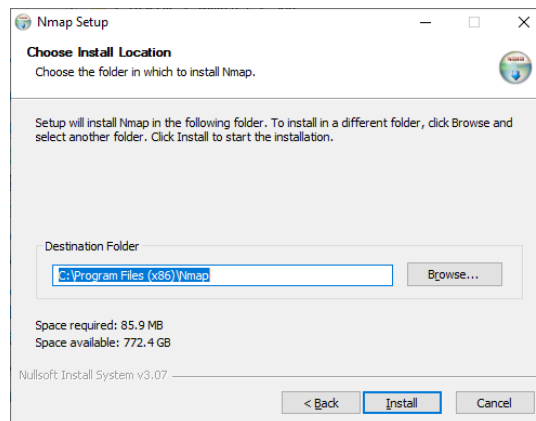 Nmap Setup
Choose Install Location
Choose the folder in which to install Nmap.
Setup will install Nmap in the following folder. To install in a different folder, click Browse and
select another folder. Click Install to start the installation.
Destination Folder
C:\Program Files (x86)\Nmap
Browse...
Space required: 85.9 MB
Space available: 772.4 GB
Nullsoft Install System v3.07
< Back
Install
Cancel